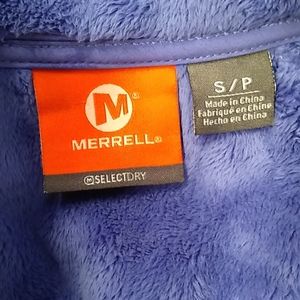 M®
MERRELL®
M SELECTDRY
S/P
Made in China
Fabriqué en Chine
Hecho en China